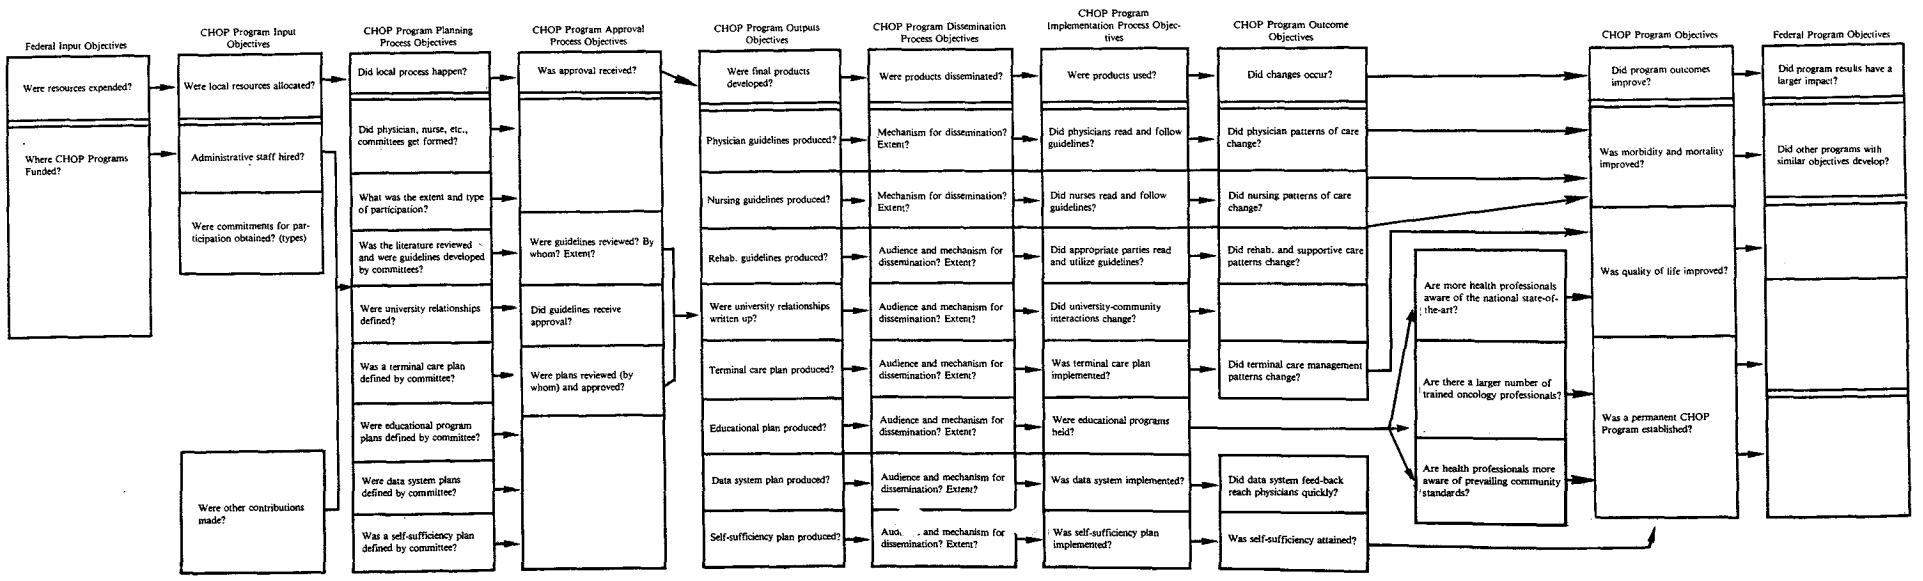 Federal Input Objectives
Were resources expended?
Where CHOP Programs
Funded?
CHOP Program Input
Objectives
Were local resources allocated?
Administrative staff hired?
Were commitments for par-
ticipation obtained? (types)
Were other contributions
made?
CHOP Program Planning
Process Objectives
Did local process happen?
Did physician, nurse, etc.,
committees get formed?
What was the extent and type
of participation?
Was the literature reviewed
and were guidelines developed
by committees?
Were university relationships
defined?
Was a terminal care plan
defined by committee?
Were educational program
plans defined by committee?
Were data system plans
defined by committee?
Was a self-sufficiency plan
defined by committee?
CHOP Program Approval
Process Objectives
Was approval received?
Were guidelines reviewed? By
whom? Extent?
Did guidelines receive
approval?
Were plans reviewed (by
whom) and approved?
CHOP Program Outputs
Objectives
Were final products
developed?
Physician guidelines produced?
Nursing guidelines produced?
Rehab. guidelines produced?
Were university relationships
written up?
Terminal care plan produced?
Educational plan produced?
Data system plan produced?
Self-sufficiency plan produced?
CHOP Program Dissemination
Process Objectives
Were products disseminated?
Mechanism for dissemination?
Extent?
Mechanism for dissemination?
Extent?
Audience and mechanism for
dissemination? Extent?
Audience and mechanism for
dissemination? Extent?
Audience and mechanism for
dissemination? Extent?
Audience and mechanism for
dissemination? Extent?
Audience and mechanism for
dissemination? Extent?
and mechanism for
dissemination? Extent?
CHOP Program
Implementation Process Objec-
tives
Were products used?
Did physicians read and follow
guidelines?
Did nurses read and follow
guidelines?
Did appropriate parties read
and utilize guidelines?
Did university-community
interactions change?
Was terminal care plan
implemented?
Were educational programs
held?
Was data system implemented?
Was self-sufficiency plan
implemented?
CHOP Program Outcome
Objectives
Did changes occur?
Did physician patterns of care
change?
Did nursing patterns of care
change?
Did rehab. and supportive care
patterns change?
Did terminal care management
patterns change?
Did data system feed-back
reach physicians quickly?
Was self-sufficiency attained?
Are more health professionals
aware of the national state-of-
the-art?
Are there a larger number of
trained oncology professionals?
Are health professionals more
aware of prevailing community
standards?
CHOP Program Objectives
Did program outcomes
improve?
Was morbidity and mortality
improved?
Was quality of life improved?
Was a permanent CHOP
Program established?
Federal Program Objectives
Did program results have a
larger impact?
Did other programs with
similar objectives develop?